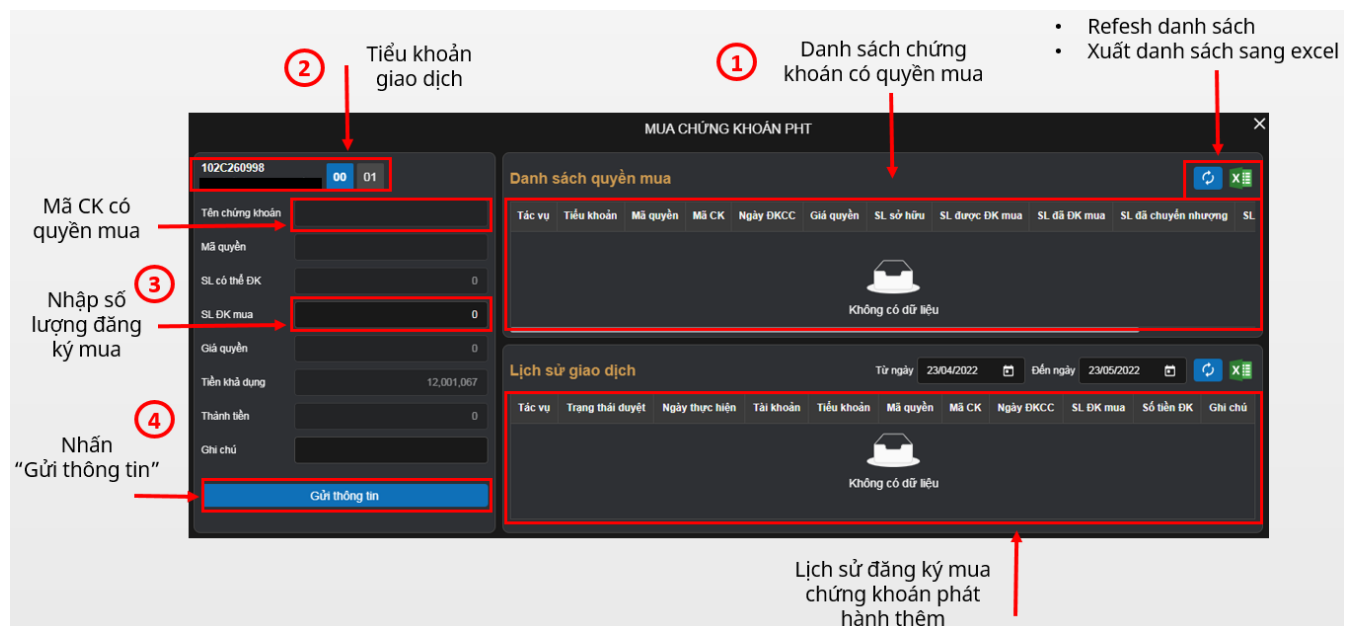 • Refesh danh sách
• Xuất danh sách sang excel
1
Danh sách chứng
khoán có quyền mua
2
Tiểu khoản
giao dịch
MUA CHỨNG KHOÁN PHT
102C260998
00 01
Danh sách quyền mua
Mã CK có
quyền mua
Tên chứng khoán
Mã quyền
SL có thể ĐK 0
SL ĐK mua 0
Giá quyền 0
Tiền khả dụng 12,001,067
Thành tiền 0
Ghi chú
Gửi thông tin
3
Nhập số
lượng đăng
ký mua
4
Nhấn
“Gửi thông tin”
Tác vụ Tiểu khoản Mã quyền Mã CK Ngày ĐKCC Giá quyền SL sở hữu SL được ĐK mua SL đã ĐK mua SL đã chuyển nhượng SL
Không có dữ liệu
Lịch sử giao dịch Từ ngày 23/04/2022 Đến ngày 23/05/2022
Tác vụ Trạng thái duyệt Ngày thực hiện Tài khoản Tiểu khoản Mã quyền Mã CK Ngày ĐKCC SL ĐK mua Số tiền ĐK Ghi chú
Không có dữ liệu
Lịch sử đăng ký mua
chứng khoán phát
hành thêm